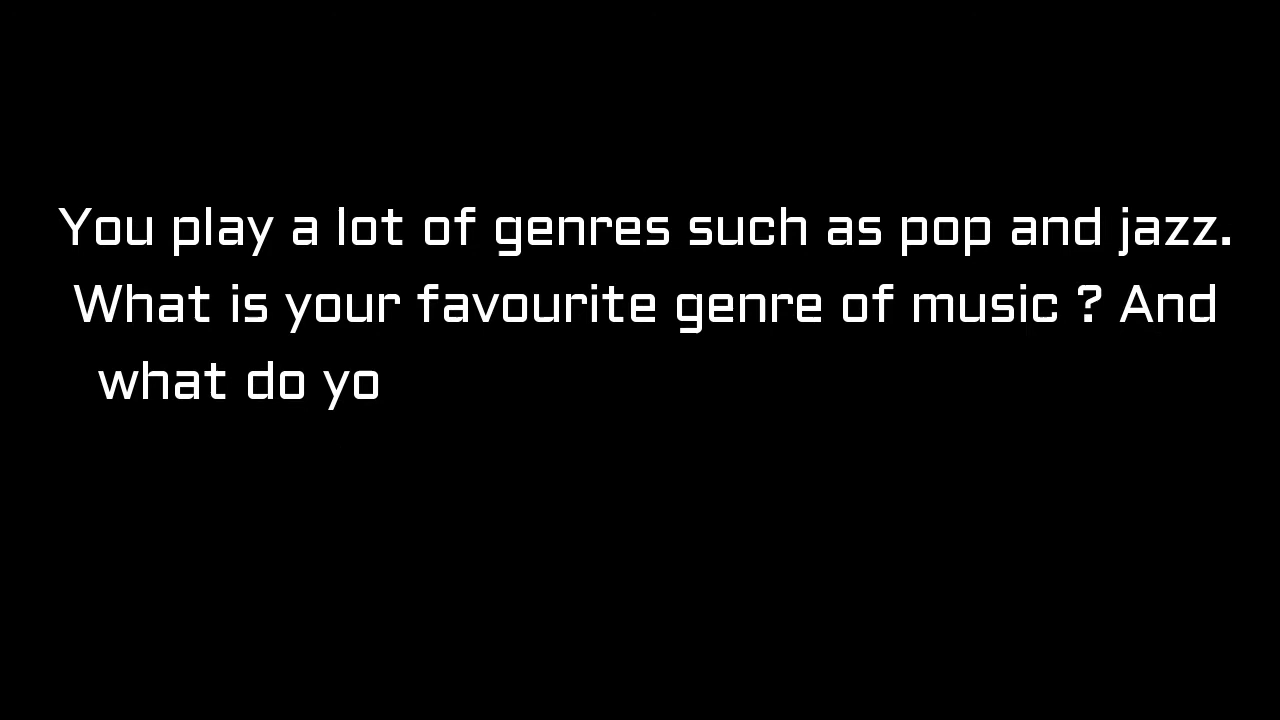 You play a lot of genres such as pop and jazz.
What is your favourite genre of music ? And
what do yo